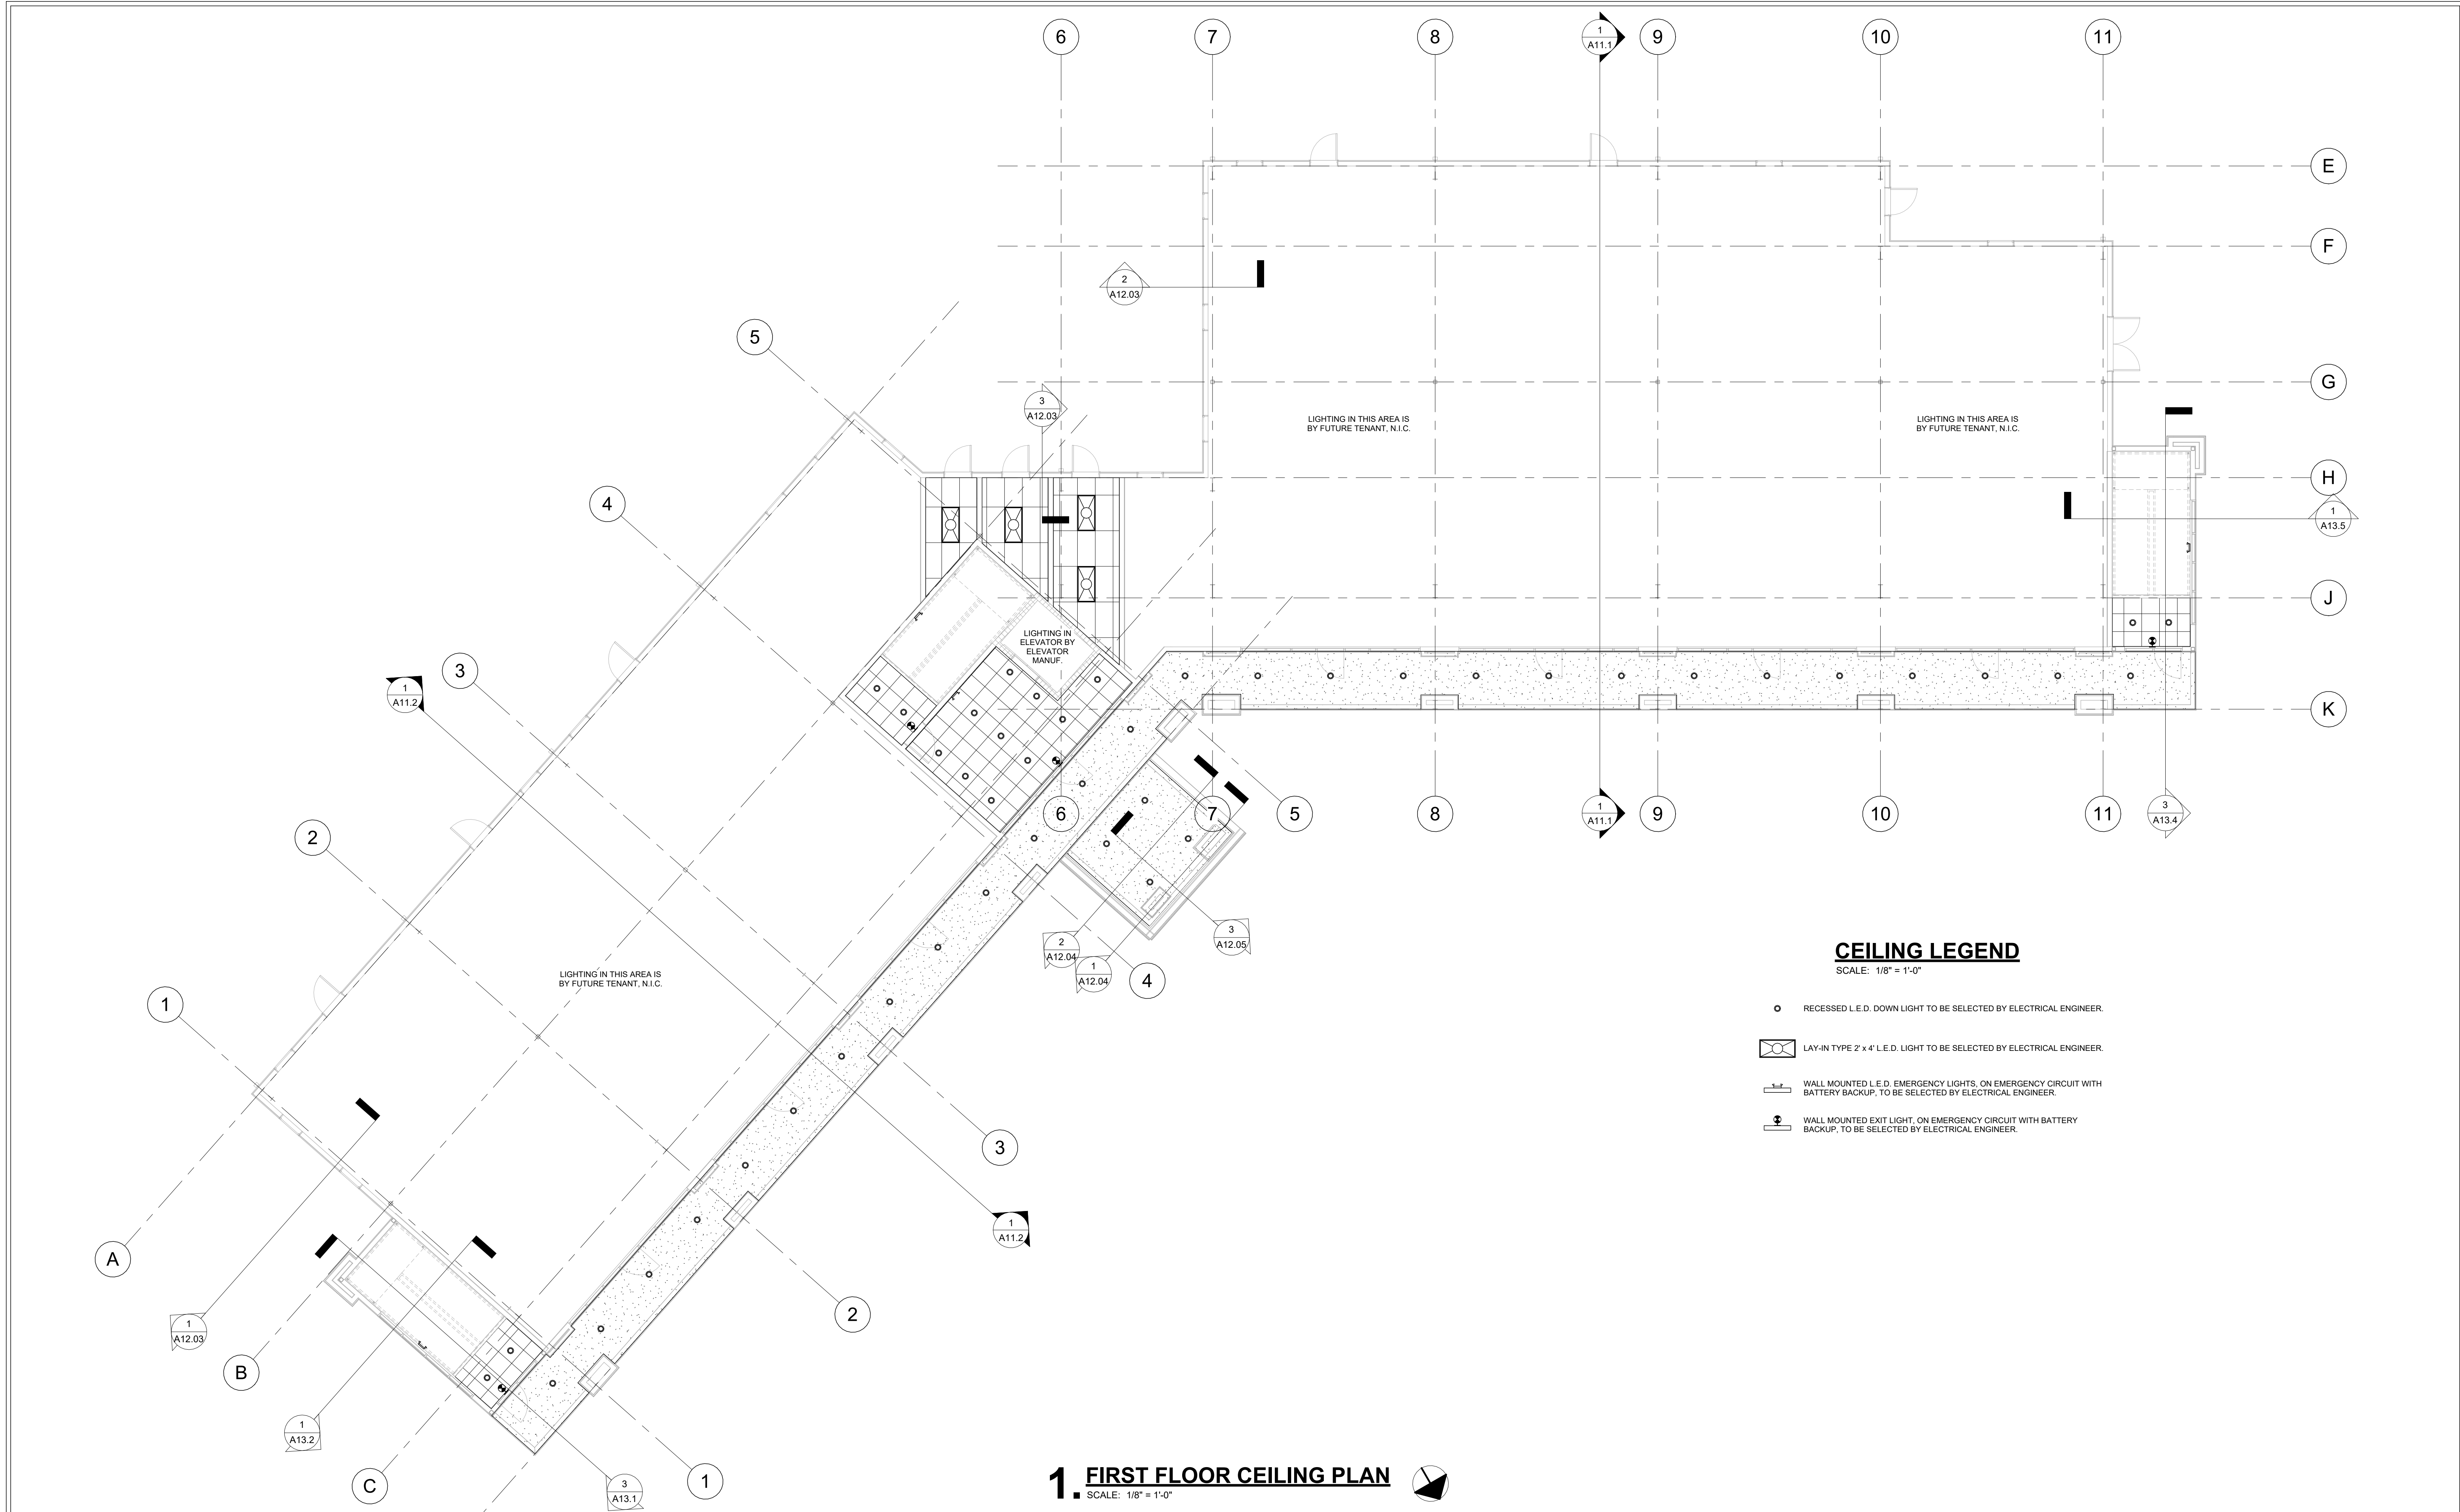 6
7
8
1
A11.1
9
10
11
E
F
2
A12.03
5
G
3
A12.03
LIGHTING IN THIS AREA IS
BY FUTURE TENANT, N.I.C.
LIGHTING IN THIS AREA IS
BY FUTURE TENANT, N.I.C.
H
4
1
A13.5
J
LIGHTING IN
ELEVATOR BY
ELEVATOR
MANUF.
3
1
A11.2
K
2
6
7
5
8
1
A11.1
9
10
11
3
A13.4
2
A12.04
1
A12.04
3
A12.05
4
LIGHTING IN THIS AREA IS
BY FUTURE TENANT, N.I.C.
1
CEILING LEGEND
SCALE: 1/8" = 1'-0"
RECESSED L.E.D. DOWN LIGHT TO BE SELECTED BY ELECTRICAL ENGINEER.
LAY-IN TYPE 2' x 4' L.E.D. LIGHT TO BE SELECTED BY ELECTRICAL ENGINEER.
WALL MOUNTED L.E.D. EMERGENCY LIGHTS, ON EMERGENCY CIRCUIT WITH
BATTERY BACKUP, TO BE SELECTED BY ELECTRICAL ENGINEER.
WALL MOUNTED EXIT LIGHT, ON EMERGENCY CIRCUIT WITH BATTERY
BACKUP, TO BE SELECTED BY ELECTRICAL ENGINEER.
3
1
A11.2
A
2
1
A12.03
B
1
A13.2
C
3
A13.1
1
1. FIRST FLOOR CEILING PLAN
SCALE: 1/8" = 1'-0"